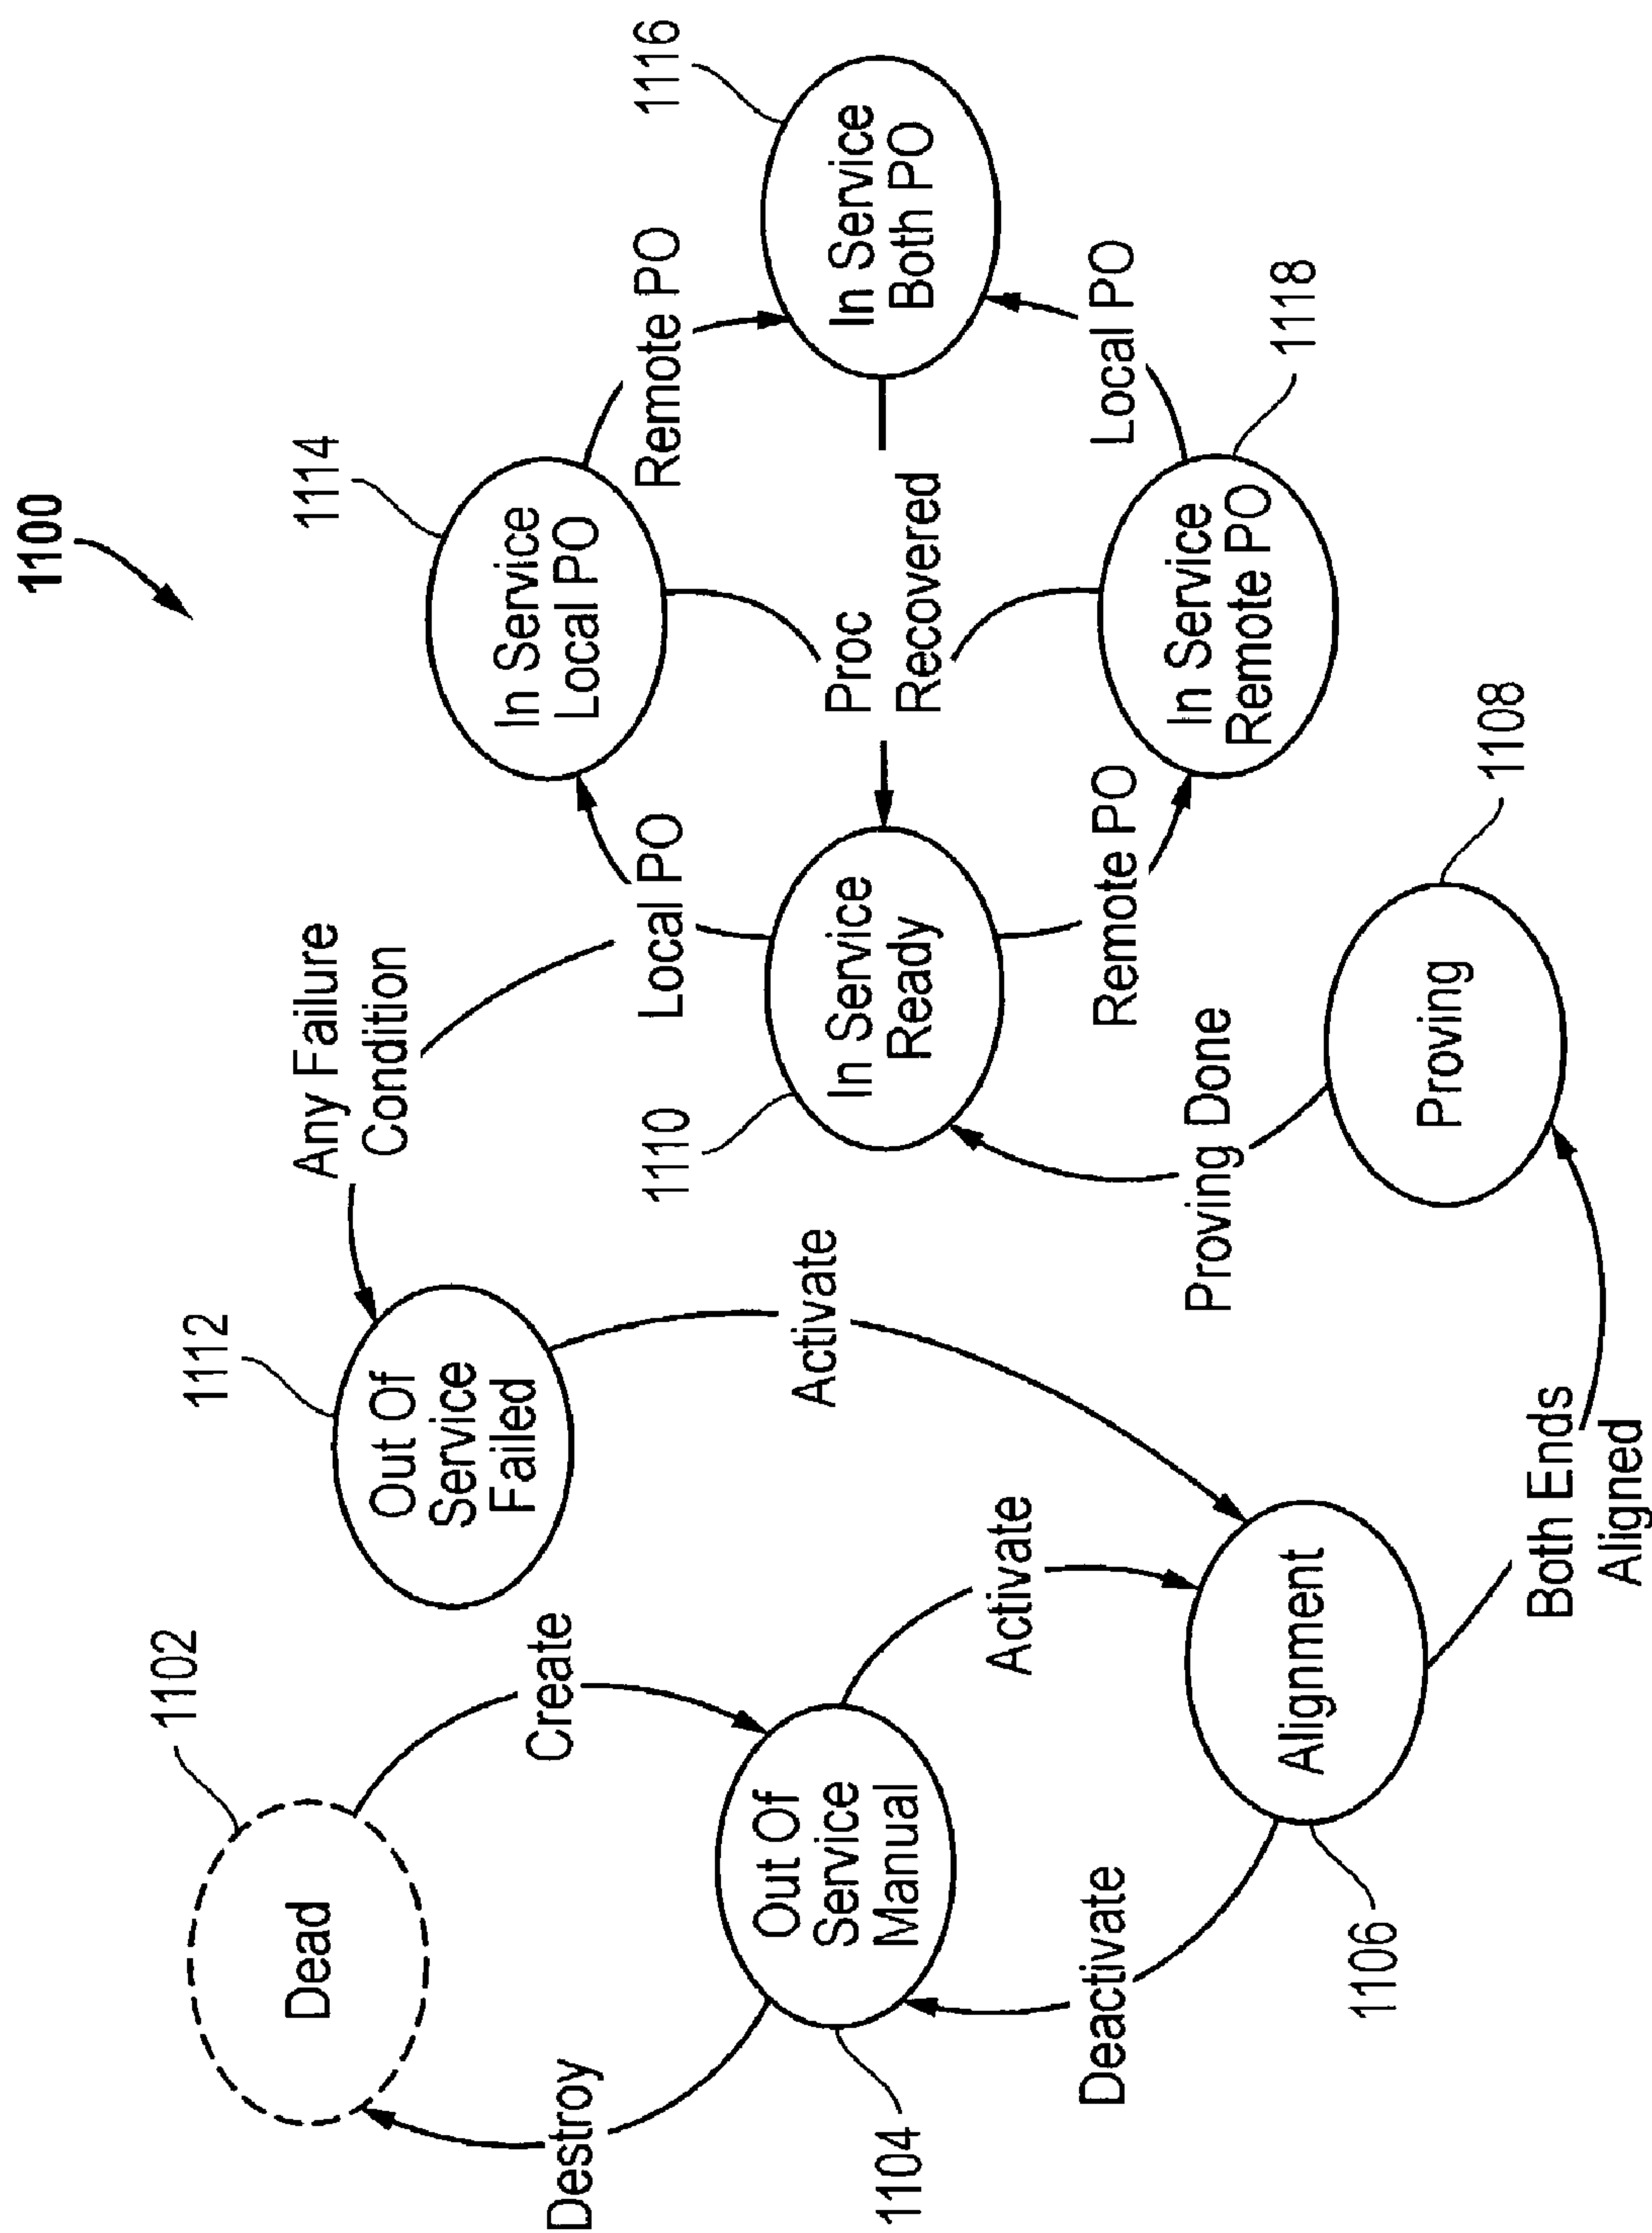 1100
1102
Dead
Create
Destroy
Out Of
Service
Manual
1104
Activate
Deactivate
Alignment
1106
1112
Out Of
Service
Failed
Activate
Any Failure
Condition
Both Ends
Aligned
Proving
1108
Proving Done
1110
In Service
Ready
Local PO
Remote PO
1114
In Service
Local PO
Proc
Recovered
Remote PO
1116
In Service
Both PO
Local PO
In Service
Remote PO
1118